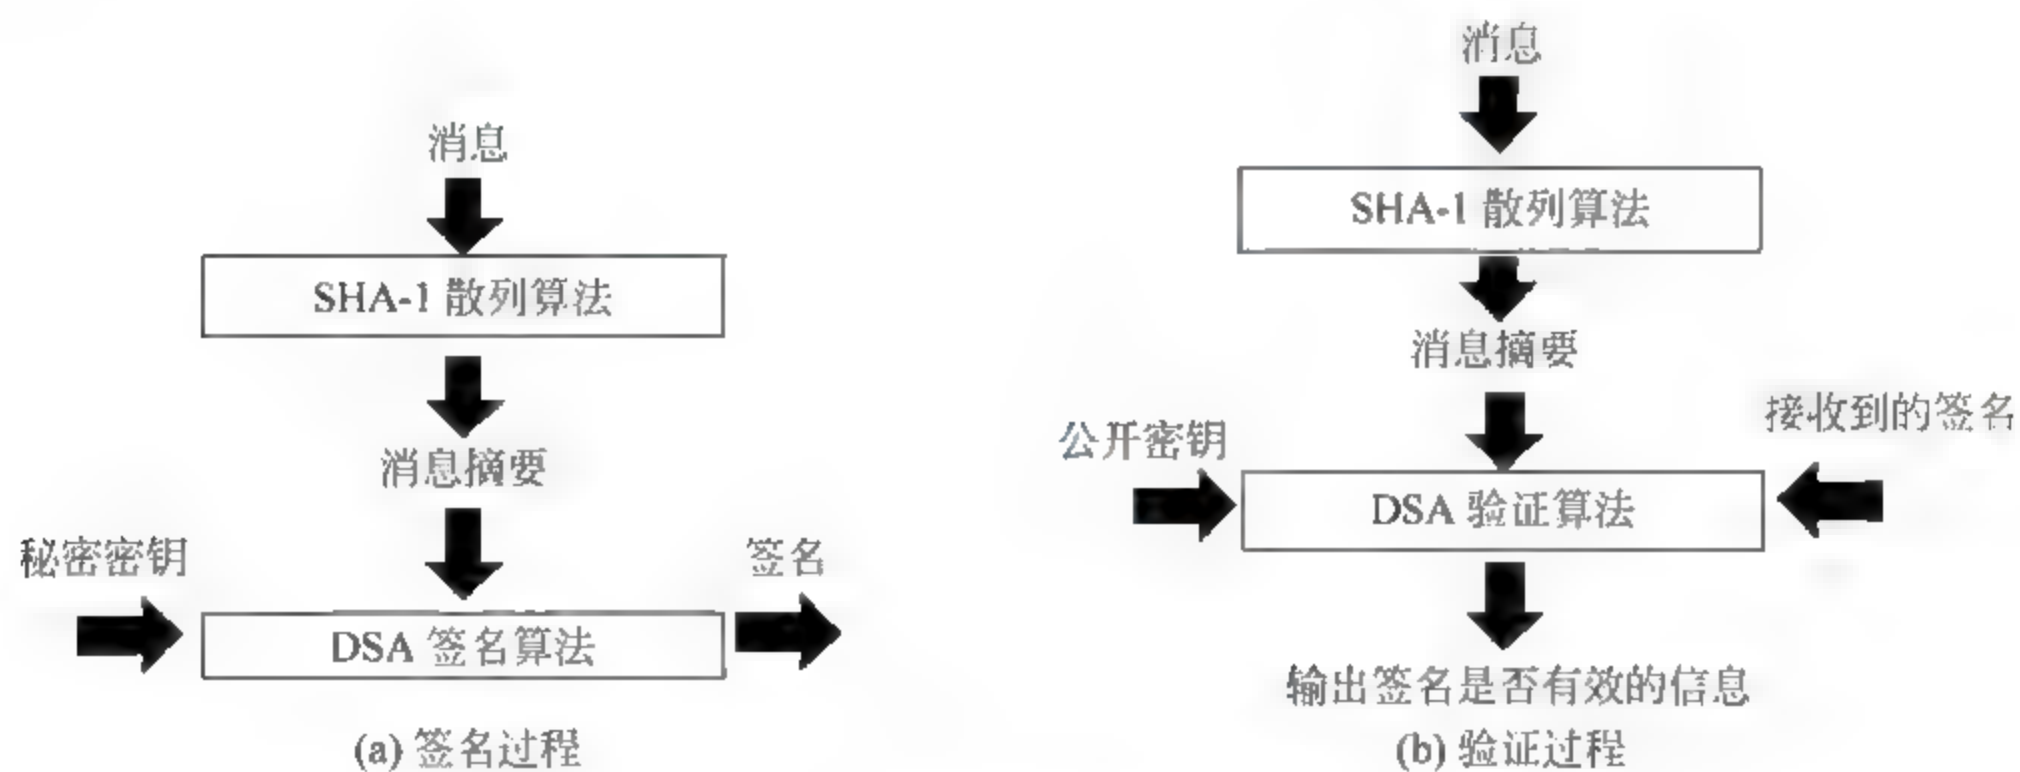 消息
SHA-1 散列算法
消息摘要
秘密密钥
签名
DSA 签名算法
(a) 签名过程
消息
SHA-1 散列算法
消息摘要
公开密钥
接收到的签名
DSA 验证算法
输出签名是否有效的信息
(b) 验证过程